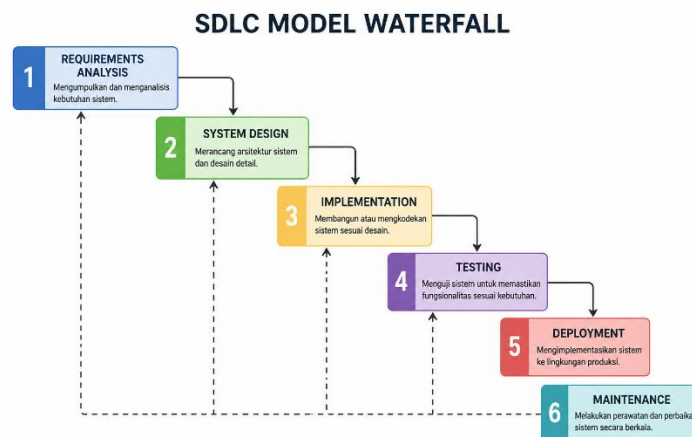 SDLC MODEL WATERFALL
1
REQUIREMENTS
ANALYSIS
Mengumpulkan dan menganalisis
kebutuhan sistem.
2
SYSTEM DESIGN
Merancang arsitektur sistem
dan desain detail.
3
IMPLEMENTATION
Membangun atau mengkodekan
sistem sesuai desain.
4
TESTING
Menguji sistem untuk memastikan
fungsionalitas sesuai kebutuhan.
5
DEPLOYMENT
Mengimplementasikan sistem
ke lingkungan produksi.
6
MAINTENANCE
Melakukan perawatan dan perbaika
sistem secara berkala.